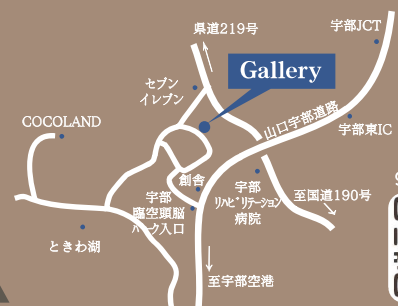 県道219号
宇部JCT
セブン
イレブン
Gallery
COCOLAND
山口宇部道路
宇部東IC
創舎
宇部
臨空頭脳
パーク入口
宇部
リハビリテーション
病院
至国道190号
ときわ湖
至宇部空港